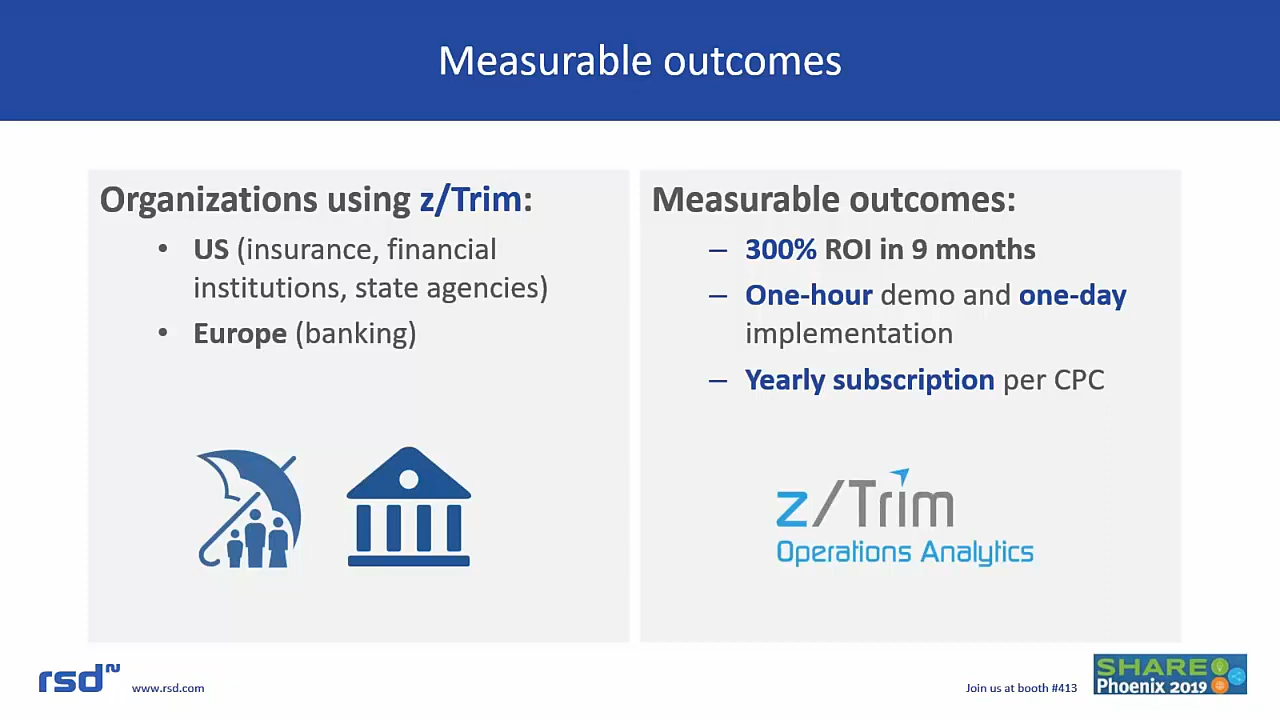 Measurable outcomes
Organizations using z/Trim:
• US (insurance, financial
institutions, state agencies)
• Europe (banking)
Measurable outcomes:
– 300% ROI in 9 months
– One-hour demo and one-day
implementation
– Yearly subscription per CPC
z/Trim
Operations Analytics
rsd
www.rsd.com
Join us at booth #413
SHARE
Phoenix 2019